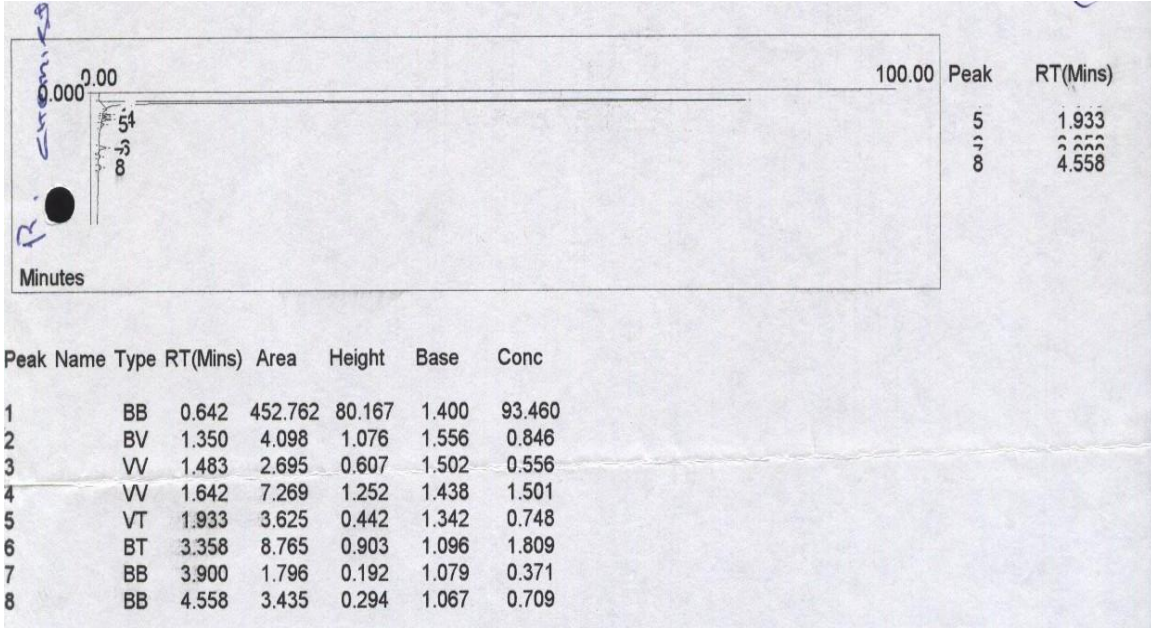 0.00 100.00 Peak RT(Mins)
0.000
54 5 1.933
8 8 4.558
R.
Minutes
Peak Name Type RT(Mins) Area Height Base Conc
1 BB 0.642 452.762 80.167 1.400 93.460
2 BV 1.350 4.098 1.076 1.556 0.846
3 VV 1.483 2.695 0.607 1.502 0.556
4 VV 1.642 7.269 1.252 1.438 1.501
5 VT 1.933 3.625 0.442 1.342 0.748
6 BT 3.358 8.765 0.903 1.096 1.809
7 BB 3.900 1.796 0.192 1.079 0.371
8 BB 4.558 3.435 0.294 1.067 0.709